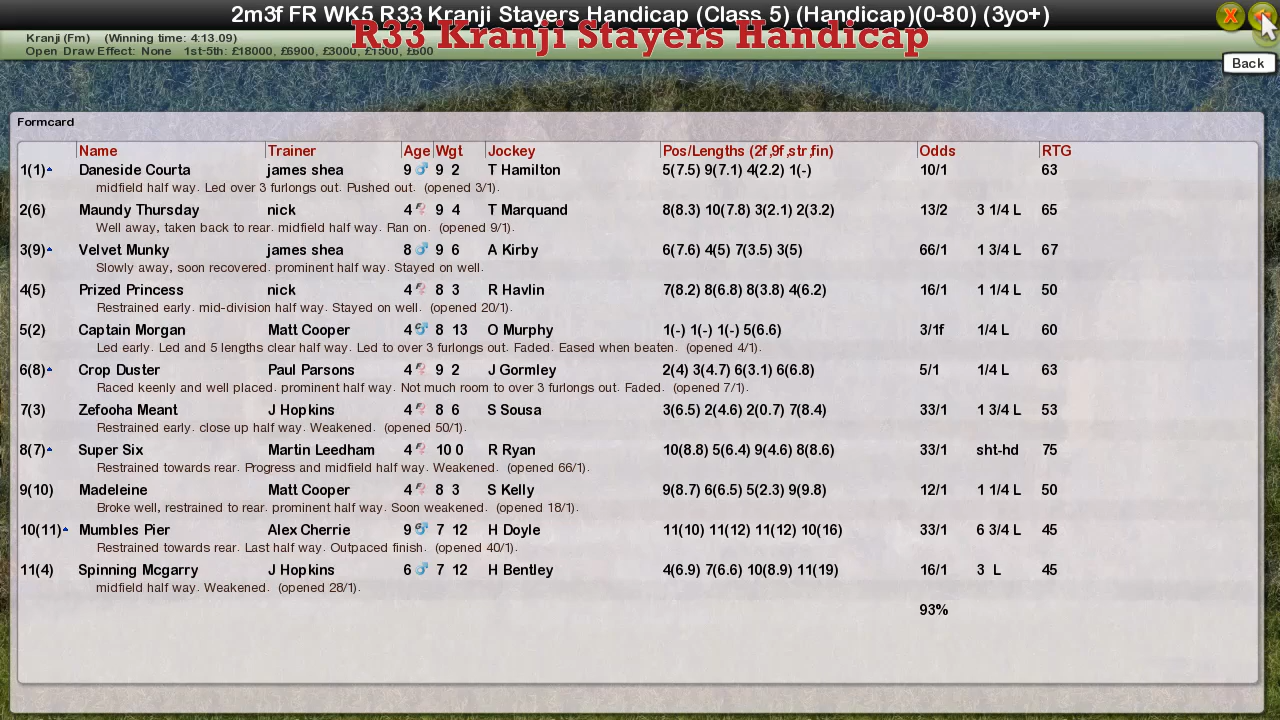 2m3f FR WK5 R33 Kranji Stayers Handicap (Class 5) (Handicap)(0-80) (3yo+)
R33 Kranji Stayers Handicap
Kranji (Fm) (Winning time: 4:13.09)
Open Draw Effect: None 1st-5th: £18000, £6900, £3000, £1500, £600
X
Back
Formcard
Name Trainer Age Wgt Jockey Pos/Lengths (2f,9f,str,fin) Odds RTG
1(1) Daneside Courta james shea 9 9 2 T Hamilton 5(7.5) 9(7.1) 4(2.2) 1(-) 10/1 63
midfield half way. Led over 3 furlongs out. Pushed out. (opened 3/1).
2(6) Maundy Thursday nick 4 9 4 T Marquand 8(8.3) 10(7.8) 3(2.1) 2(3.2) 13/2 3 1/4 L 65
Well away, taken back to rear. midfield half way. Ran on. (opened 9/1).
3(9) Velvet Munky james shea 8 9 6 A Kirby 6(7.6) 4(5) 7(3.5) 3(5) 66/1 1 3/4 L 67
Slowly away, soon recovered. prominent half way. Stayed on well.
4(5) Prized Princess nick 4 8 3 R Havlin 7(8.2) 8(6.8) 8(3.8) 4(6.2) 16/1 1 1/4 L 50
Restrained early. mid-division half way. Stayed on well. (opened 20/1).
5(2) Captain Morgan Matt Cooper 4 8 13 O Murphy 1(-) 1(-) 1(-) 5(6.6) 3/1f 1/4 L 60
Led early. Led and 5 lengths clear half way. Led to over 3 furlongs out. Faded. Eased when beaten. (opened 4/1).
6(8) Crop Duster Paul Parsons 4 9 2 J Gormley 2(4) 3(4.7) 6(3.1) 6(6.8) 5/1 1/4 L 63
Raced keenly and well placed. prominent half way. Not much room to over 3 furlongs out. Faded. (opened 7/1).
7(3) Zefooha Meant J Hopkins 4 8 6 S Sousa 3(6.5) 2(4.6) 2(0.7) 7(8.4) 33/1 1 3/4 L 53
Restrained early. close up half way. Weakened. (opened 50/1).
8(7) Super Six Martin Leedham 4 10 0 R Ryan 10(8.8) 5(6.4) 9(4.6) 8(8.6) 33/1 sht-hd 75
Restrained towards rear. Progress and midfield half way. Weakened. (opened 66/1).
9(10) Madeleine Matt Cooper 4 8 3 S Kelly 9(8.7) 6(6.5) 5(2.3) 9(9.8) 12/1 1 1/4 L 50
Broke well, restrained to rear. prominent half way. Soon weakened. (opened 18/1).
10(11) Mumbles Pier Alex Cherrie 9 7 12 H Doyle 11(10) 11(12) 11(12) 10(16) 33/1 6 3/4 L 45
Restrained towards rear. Last half way. Outpaced finish. (opened 40/1).
11(4) Spinning Mcgarry J Hopkins 6 7 12 H Bentley 4(6.9) 7(6.6) 10(8.9) 11(19) 16/1 3 L 45
midfield half way. Weakened. (opened 28/1).
93%